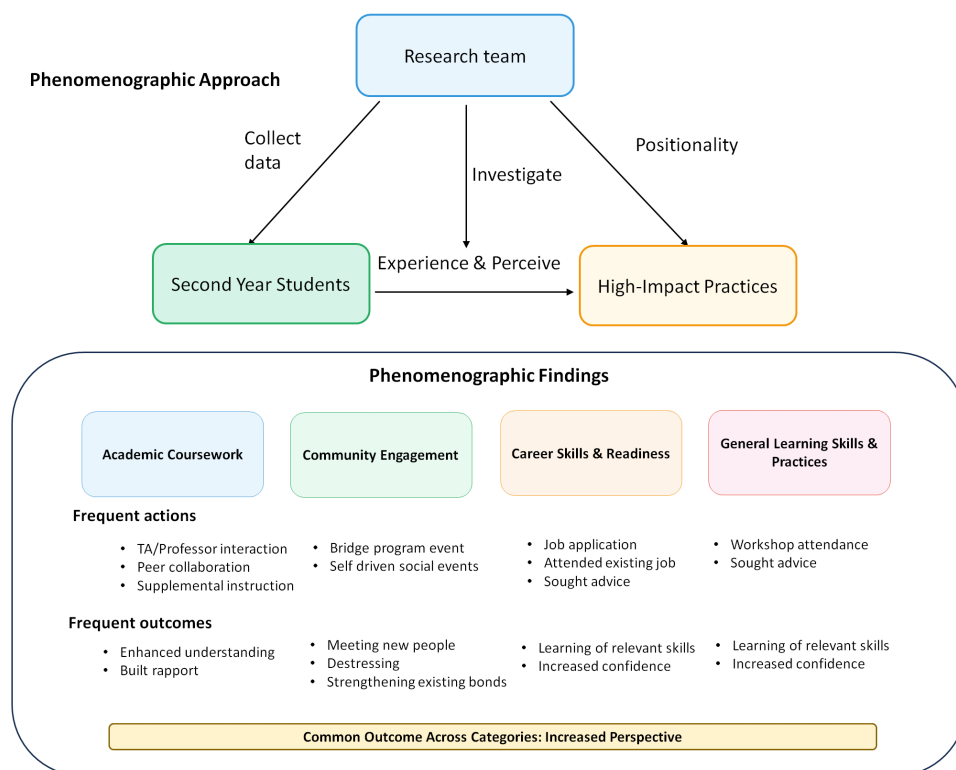 Research team
Phenomenographic Approach
Collect
data
Investigate
Positionality
Second Year Students
Experience & Perceive
High-Impact Practices
Phenomenographic Findings
Academic Coursework
Community Engagement
Career Skills & Readiness
General Learning Skills &
Practices
Frequent actions
• TA/Professor interaction
• Peer collaboration
• Supplemental instruction
• Bridge program event
• Self driven social events
• Job application
• Attended existing job
• Sought advice
• Workshop attendance
• Sought advice
Frequent outcomes
• Enhanced understanding
• Built rapport
• Meeting new people
• Destressing
• Strengthening existing bonds
• Learning of relevant skills
• Increased confidence
• Learning of relevant skills
• Increased confidence
Common Outcome Across Categories: Increased Perspective